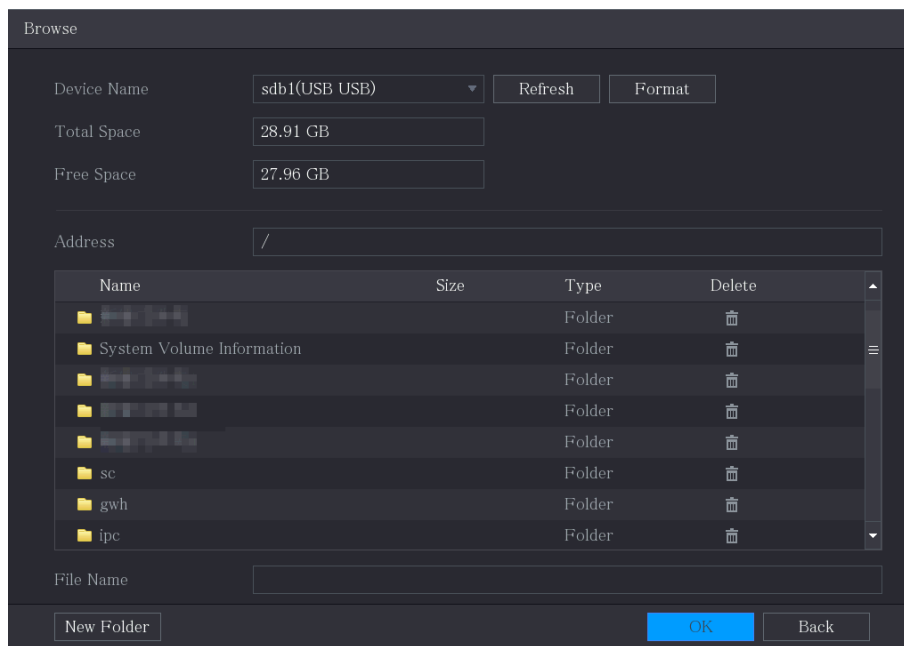 Browse
Device Name sdb1(USB USB) Refresh Format
Total Space 28.91 GB
Free Space 27.96 GB
Address /
Name Size Type Delete
Folder
System Volume Information Folder
Folder
Folder
Folder
sc Folder
gwh Folder
ipc Folder
File Name
New Folder OK Back